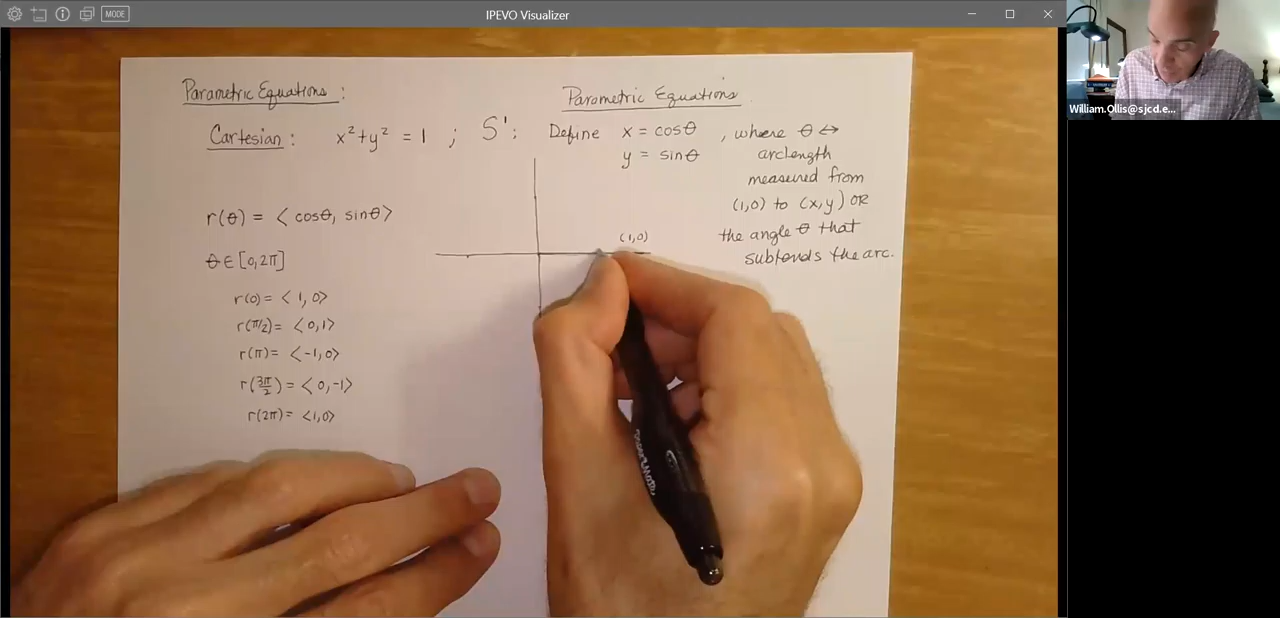 MODE
IPEVO Visualizer
William.Ollis@sjcd.e...
Parametric Equations :
Cartesian : x² + y² = 1 ; S¹ :
r(θ) = < cosθ, sinθ >
θ ∈ [0, 2π]
r(0) = < 1, 0>
r(π/2) = <0, 1>
r(π) = <-1, 0>
r(3π/2) = < 0, -1>
r(2π) = <1, 0>
Parametric Equations
Define x = cosθ , where θ ↔
y = sinθ arclength
measured from
(1,0) to (x,y) OR
the angle θ that
subtends the arc.
(1,0)